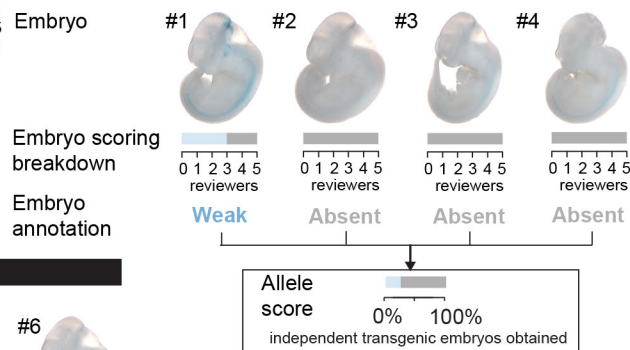 Embryo #1 #2 #3 #4
Embryo scoring
breakdown
0 1 2 3 4 5 0 1 2 3 4 5 0 1 2 3 4 5 0 1 2 3 4 5
reviewers reviewers reviewers reviewers
Embryo
annotation
Weak Absent Absent Absent
Allele
score
0% 100%
independent transgenic embryos obtained
#6